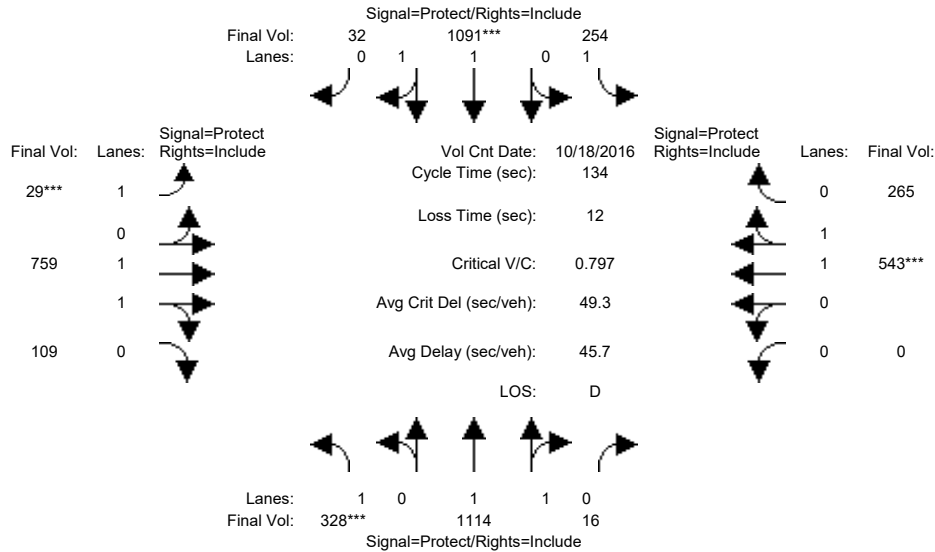 Signal=Protect/Rights=Include
Final Vol: 32 1091*** 254
Lanes: 0 1 1 0 1
Signal=Protect Signal=Protect
Final Vol: Lanes: Rights=Include Vol Cnt Date: 10/18/2016 Rights=Include Lanes: Final Vol:
Cycle Time (sec): 134
29*** 1 0 265
Loss Time (sec): 12
0 1
759 1 Critical V/C: 0.797 1 543***
1 Avg Crit Del (sec/veh): 49.3 0
109 0 Avg Delay (sec/veh): 45.7 0 0
LOS: D
Lanes: 1 0 1 1 0
Final Vol: 328*** 1114 16
Signal=Protect/Rights=Include